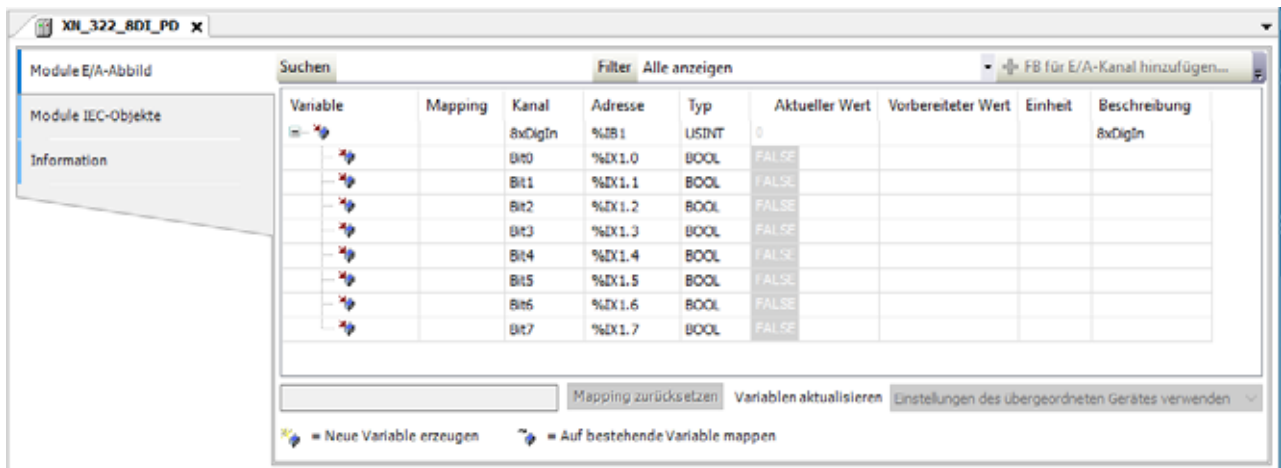 XN_322_8DI_PD x
Module E/A-Abbild
Module IEC-Objekte
Information
Suchen Filter Alle anzeigen FB für E/A-Kanal hinzufügen...
Variable Mapping Kanal Adresse Typ Aktueller Wert Vorbereiteter Wert Einheit Beschreibung
8xDigIn %IB1 USINT 0 8xDigIn
Bit0 %IX1.0 BOOL FALSE
Bit1 %IX1.1 BOOL FALSE
Bit2 %IX1.2 BOOL FALSE
Bit3 %IX1.3 BOOL FALSE
Bit4 %IX1.4 BOOL FALSE
Bit5 %IX1.5 BOOL FALSE
Bit6 %IX1.6 BOOL FALSE
Bit7 %IX1.7 BOOL FALSE
Mapping zurücksetzen Variablen aktualisieren Einstellungen des übergeordneten Gerätes verwenden
= Neue Variable erzeugen = Auf bestehende Variable mappen